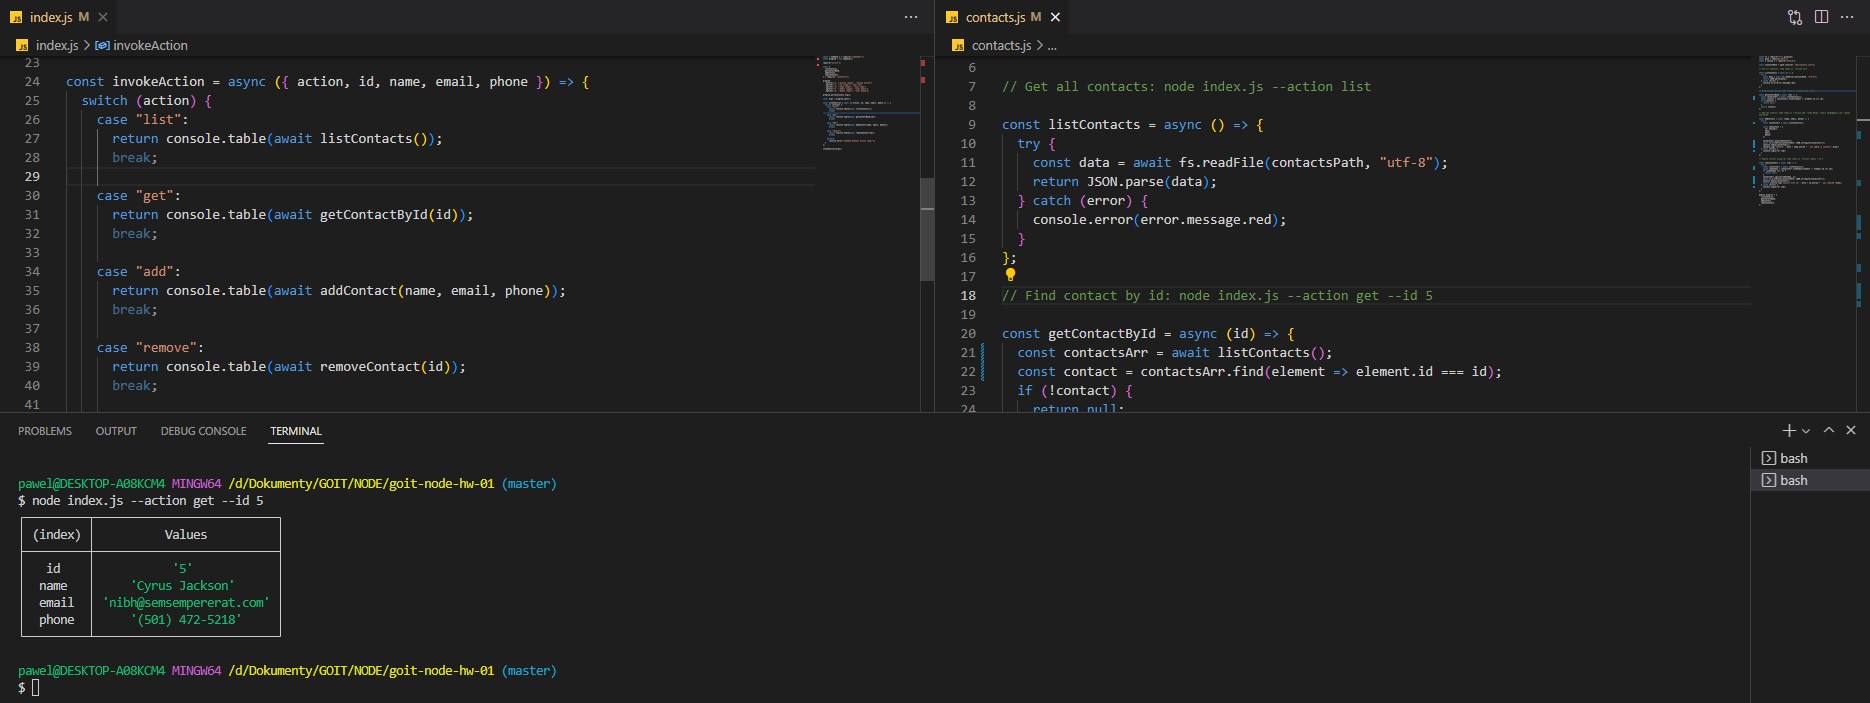 JS index.js M
...
JS index.js > invokeAction
23
24 const invokeAction = async ({ action, id, name, email, phone }) => {
25 switch (action) {
26 case "list":
27 return console.table(await listContacts());
28 break;
29
30 case "get":
31 return console.table(await getContactById(id));
32 break;
33
34 case "add":
35 return console.table(await addContact(name, email, phone));
36 break;
37
38 case "remove":
39 return console.table(await removeContact(id));
40 break;
41
JS contacts.js M
...
JS contacts.js > ...
6
7 // Get all contacts: node index.js --action list
8
9 const listContacts = async () => {
10 try {
11 const data = await fs.readFile(contactsPath, "utf-8");
12 return JSON.parse(data);
13 } catch (error) {
14 console.error(error.message.red);
15 }
16 };
17
18 // Find contact by id: node index.js --action get --id 5
19
20 const getContactById = async (id) => {
21 const contactsArr = await listContacts();
22 const contact = contactsArr.find(element => element.id === id);
23 if (!contact) {
24 return null;
PROBLEMS OUTPUT DEBUG CONSOLE TERMINAL
pawel@DESKTOP-A08KCM4 MINGW64 /d/Dokumenty/GOIT/NODE/goit-node-hw-01 (master)
$ node index.js --action get --id 5
(index) Values
id '5'
name 'Cyrus Jackson'
email 'nibh@semsempererat.com'
phone '(501) 472-5218'
pawel@DESKTOP-A08KCM4 MINGW64 /d/Dokumenty/GOIT/NODE/goit-node-hw-01 (master)
$
bash
bash